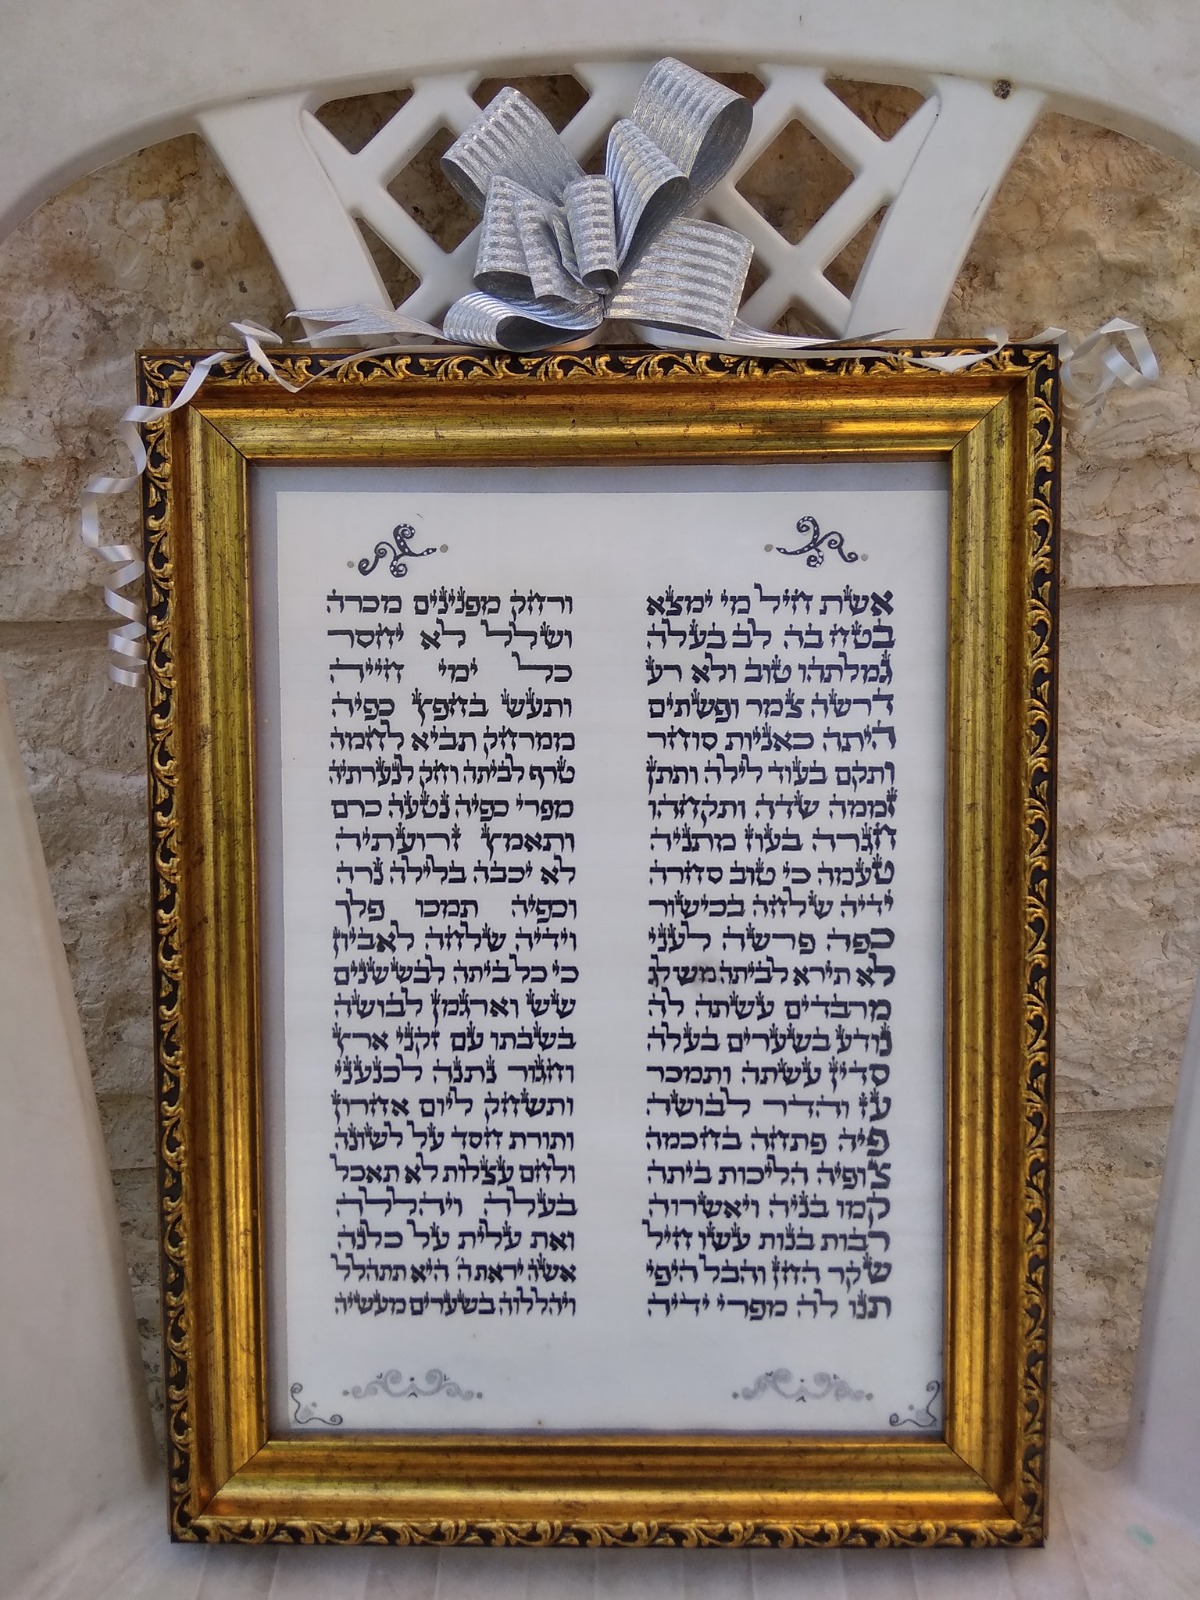 אשת חיל מי ימצא ורחק מפנינים מכרה
בטח בה לב בעלה ושלל לא יחסר
גמלתהו טוב ולא רע כל ימי חייה
דרשה צמר ופשתים ותעש בחפץ כפיה
היתה כאניות סוחר ממרחק תביא לחמה
ותקם בעוד לילה ותתן טרף לביתה וחק לנערתיה
זממה שדה ותקחהו מפרי כפיה נטעה כרם
חגרה בעוז מתניה ותאמץ זרועתיה
טעמה כי טוב סחרה לא יכבה בלילה נרה
ידיה שלחה בכישור וכפיה תמכו פלך
כפה פרשה לעני וידיה שלחה לאביון
לא תירא לביתה משלג כי כל ביתה לבש שנים
מרבדים עשתה לה שש וארגמן לבושה
נודע בשערים בעלה בשבתו עם זקני ארץ
סדין עשתה ותמכר וחגור נתנה לכנעני
עז והדר לבושה ותשחק ליום אחרון
פיה פתחה בחכמה ותורת חסד על לשונה
צופיה הליכות ביתה ולחם עצלות לא תאכל
קמו בניה ויאשרוה בעלה ויהללה
רבות בנות עשו חיל ואת עלית על כלנה
שקר החן והבל היפי אשה יראת ה' היא תתהלל
תנו לה מפרי ידיה ויהללוה בשערים מעשיה